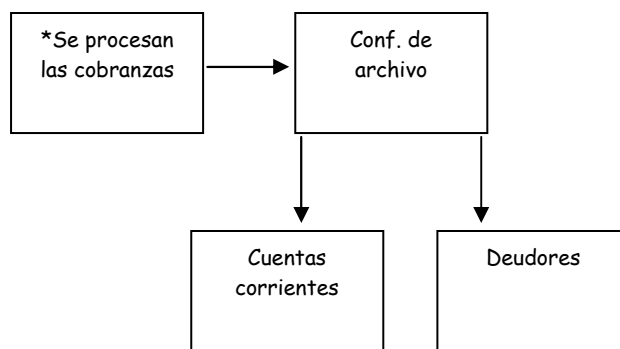 *Se procesan
las cobranzas
Conf. de
archivo
Cuentas
corrientes
Deudores